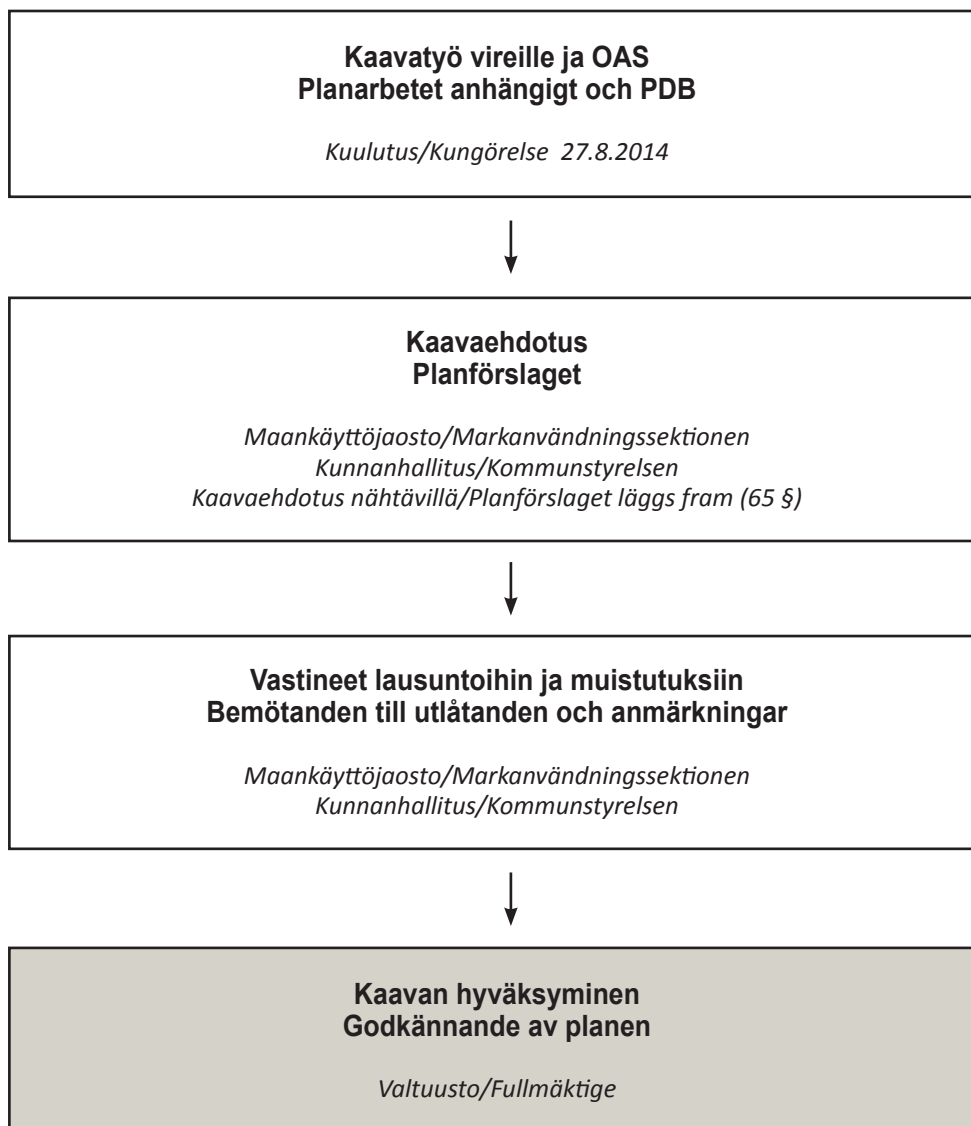 Kaavatyö vireille ja OAS
Planarbetet anhängigt och PDB
Kuulutus/Kungörelse 27.8.2014
Kaavaehdotus
Planförslaget
Maankäyttöjaosto/Markanvändningssektionen
Kunnanhallitus/Kommunstyrelsen
Kaavaehdotus nähtävillä/Planförslaget läggs fram (65 §)
Vastineet lausuntoihin ja muistutuksiin
Bemötanden till utlåtanden och anmärkningar
Maankäyttöjaosto/Markanvändningssektionen
Kunnanhallitus/Kommunstyrelsen
Kaavan hyväksyminen
Godkännande av planen
Valtuusto/Fullmäktige